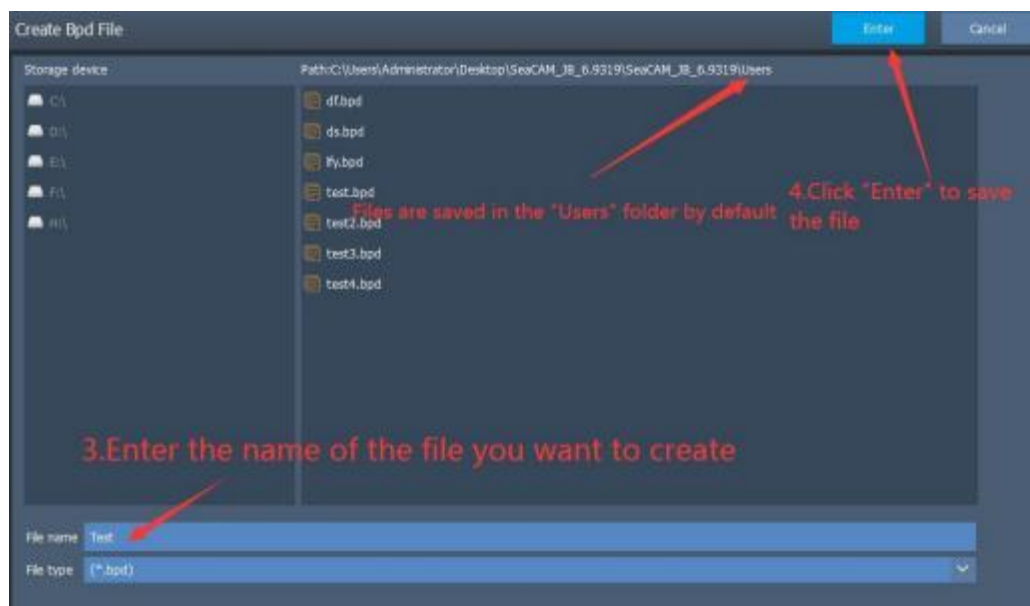 Create Bpd File
Enter
Cancel
Storage device
Path:C:\Users\Administrator\Desktop\SeaCAM_JB_6.9319\SeaCAM_JB_6.9319\Users
C:\
D:\
E:\
F:\
H:\
df.bpd
ds.bpd
lfy.bpd
test.bpd
test2.bpd
test3.bpd
test4.bpd
Files are saved in the "Users" folder by default
4.Click "Enter" to save
the file
3.Enter the name of the file you want to create
File name
Test
File type
(*.bpd)